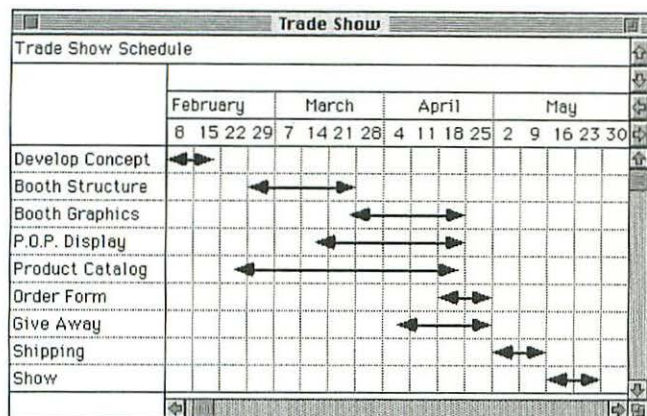 Trade Show
Trade Show Schedule
February March April May
8 15 22 29 7 14 21 28 4 11 18 25 2 9 16 23 30
Develop Concept
Booth Structure
Booth Graphics
P.O.P. Display
Product Catalog
Order Form
Give Away
Shipping
Show